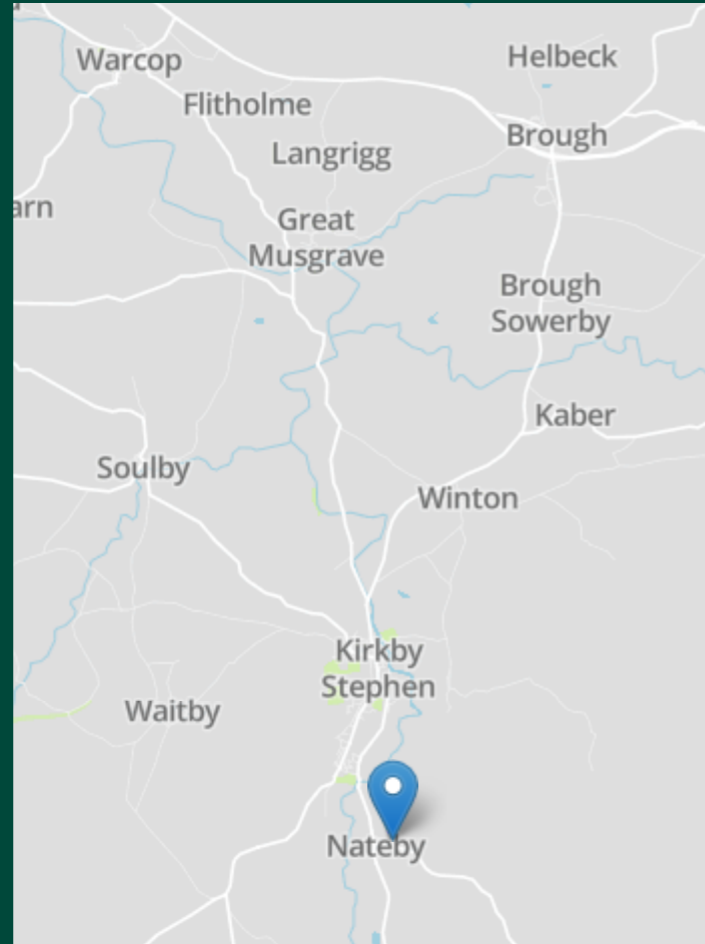 Warcop
Helbeck
Flitholme
Brough
Langrigg
arn
Great
Musgrave
Brough
Sowerby
Kaber
Soulby
Winton
Kirkby
Stephen
Waitby
Nateby